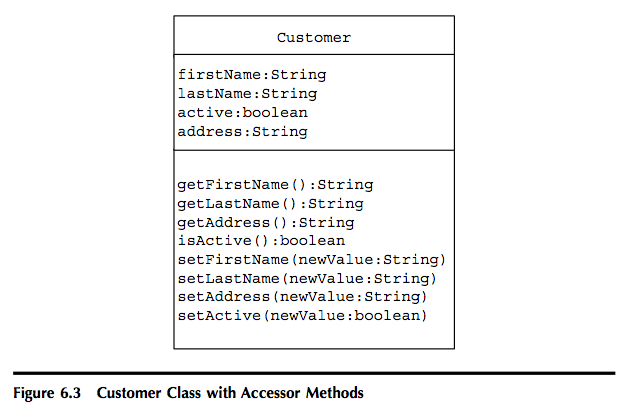 Customer
firstName:String
lastName:String
active:boolean
address:String
getFirstName():String
getLastName():String
getAddress():String
isActive():boolean
setFirstName(newValue:String)
setLastName(newValue:String)
setAddress(newValue:String)
setActive(newValue:boolean)
Figure 6.3 Customer Class with Accessor Methods